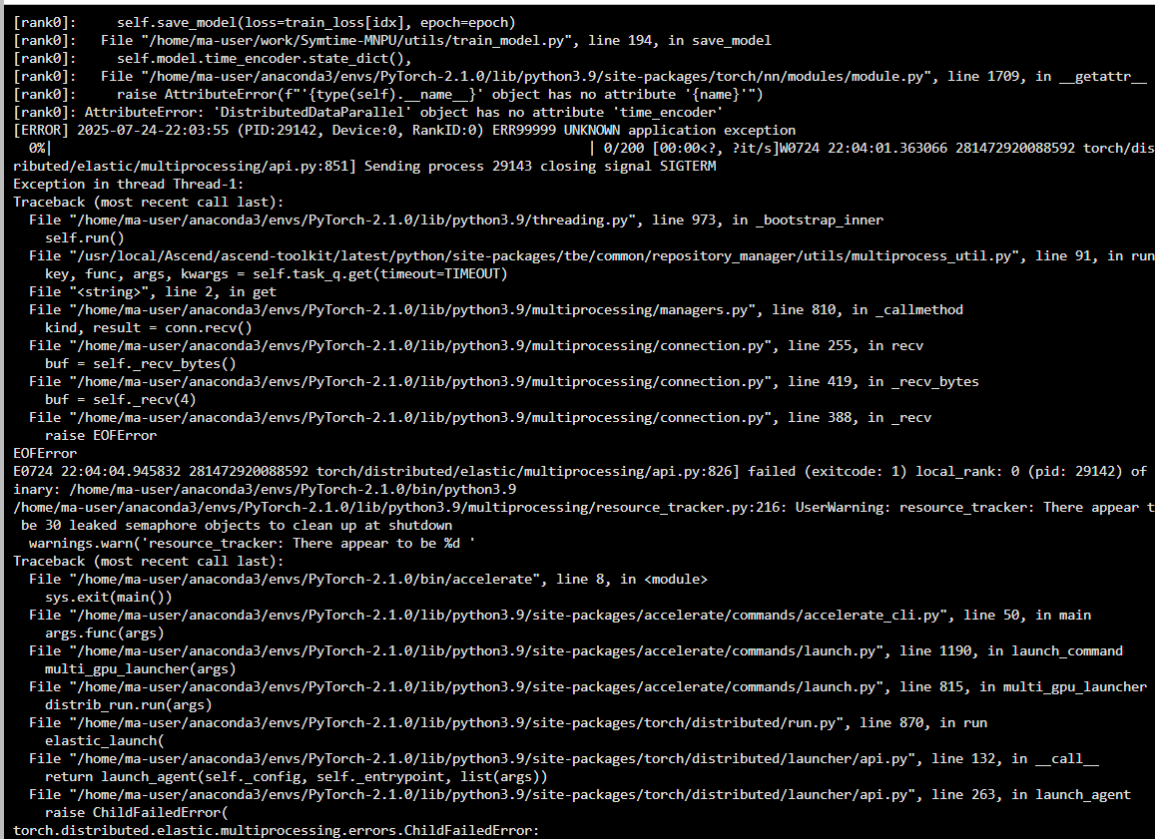 [rank0]:     self.save_model(loss=train_loss[idx], epoch=epoch)
[rank0]:   File "/home/ma-user/work/Symtime-MNPU/utils/train_model.py", line 194, in save_model
[rank0]:     self.model.time_encoder.state_dict(),
[rank0]:   File "/home/ma-user/anaconda3/envs/PyTorch-2.1.0/lib/python3.9/site-packages/torch/nn/modules/module.py", line 1709, in __getattr__
[rank0]:     raise AttributeError(f"'{type(self).__name__}' object has no attribute '{name}'")
[rank0]: AttributeError: 'DistributedDataParallel' object has no attribute 'time_encoder'
[ERROR] 2025-07-24-22:03:55 (PID:29142, Device:0, RankID:0) ERR99999 UNKNOWN application exception
  0%|                                                                  | 0/200 [00:00<?, ?it/s]W0724 22:04:01.363066 281472920088592 torch/dis
ributed/elastic/multiprocessing/api.py:851] Sending process 29143 closing signal SIGTERM
Exception in thread Thread-1:
Traceback (most recent call last):
  File "/home/ma-user/anaconda3/envs/PyTorch-2.1.0/lib/python3.9/threading.py", line 973, in _bootstrap_inner
    self.run()
  File "/usr/local/Ascend/ascend-toolkit/latest/python/site-packages/tbe/common/repository_manager/utils/multiprocess_util.py", line 91, in run
    key, func, args, kwargs = self.task_q.get(timeout=TIMEOUT)
  File "<string>", line 2, in get
  File "/home/ma-user/anaconda3/envs/PyTorch-2.1.0/lib/python3.9/multiprocessing/managers.py", line 810, in _callmethod
    kind, result = conn.recv()
  File "/home/ma-user/anaconda3/envs/PyTorch-2.1.0/lib/python3.9/multiprocessing/connection.py", line 255, in recv
    buf = self._recv_bytes()
  File "/home/ma-user/anaconda3/envs/PyTorch-2.1.0/lib/python3.9/multiprocessing/connection.py", line 419, in _recv_bytes
    buf = self._recv(4)
  File "/home/ma-user/anaconda3/envs/PyTorch-2.1.0/lib/python3.9/multiprocessing/connection.py", line 388, in _recv
    raise EOFError
EOFError
E0724 22:04:04.945832 281472920088592 torch/distributed/elastic/multiprocessing/api.py:826] failed (exitcode: 1) local_rank: 0 (pid: 29142) of
inary: /home/ma-user/anaconda3/envs/PyTorch-2.1.0/bin/python3.9
/home/ma-user/anaconda3/envs/PyTorch-2.1.0/lib/python3.9/multiprocessing/resource_tracker.py:216: UserWarning: resource_tracker: There appear t
 be 30 leaked semaphore objects to clean up at shutdown
  warnings.warn('resource_tracker: There appear to be %d '
Traceback (most recent call last):
  File "/home/ma-user/anaconda3/envs/PyTorch-2.1.0/bin/accelerate", line 8, in <module>
    sys.exit(main())
  File "/home/ma-user/anaconda3/envs/PyTorch-2.1.0/lib/python3.9/site-packages/accelerate/commands/accelerate_cli.py", line 50, in main
    args.func(args)
  File "/home/ma-user/anaconda3/envs/PyTorch-2.1.0/lib/python3.9/site-packages/accelerate/commands/launch.py", line 1190, in launch_command
    multi_gpu_launcher(args)
  File "/home/ma-user/anaconda3/envs/PyTorch-2.1.0/lib/python3.9/site-packages/accelerate/commands/launch.py", line 815, in multi_gpu_launcher
    distrib_run.run(args)
  File "/home/ma-user/anaconda3/envs/PyTorch-2.1.0/lib/python3.9/site-packages/torch/distributed/run.py", line 870, in run
    elastic_launch(
  File "/home/ma-user/anaconda3/envs/PyTorch-2.1.0/lib/python3.9/site-packages/torch/distributed/launcher/api.py", line 132, in __call__
    return launch_agent(self._config, self._entrypoint, list(args))
  File "/home/ma-user/anaconda3/envs/PyTorch-2.1.0/lib/python3.9/site-packages/torch/distributed/launcher/api.py", line 263, in launch_agent
    raise ChildFailedError(
torch.distributed.elastic.multiprocessing.errors.ChildFailedError: